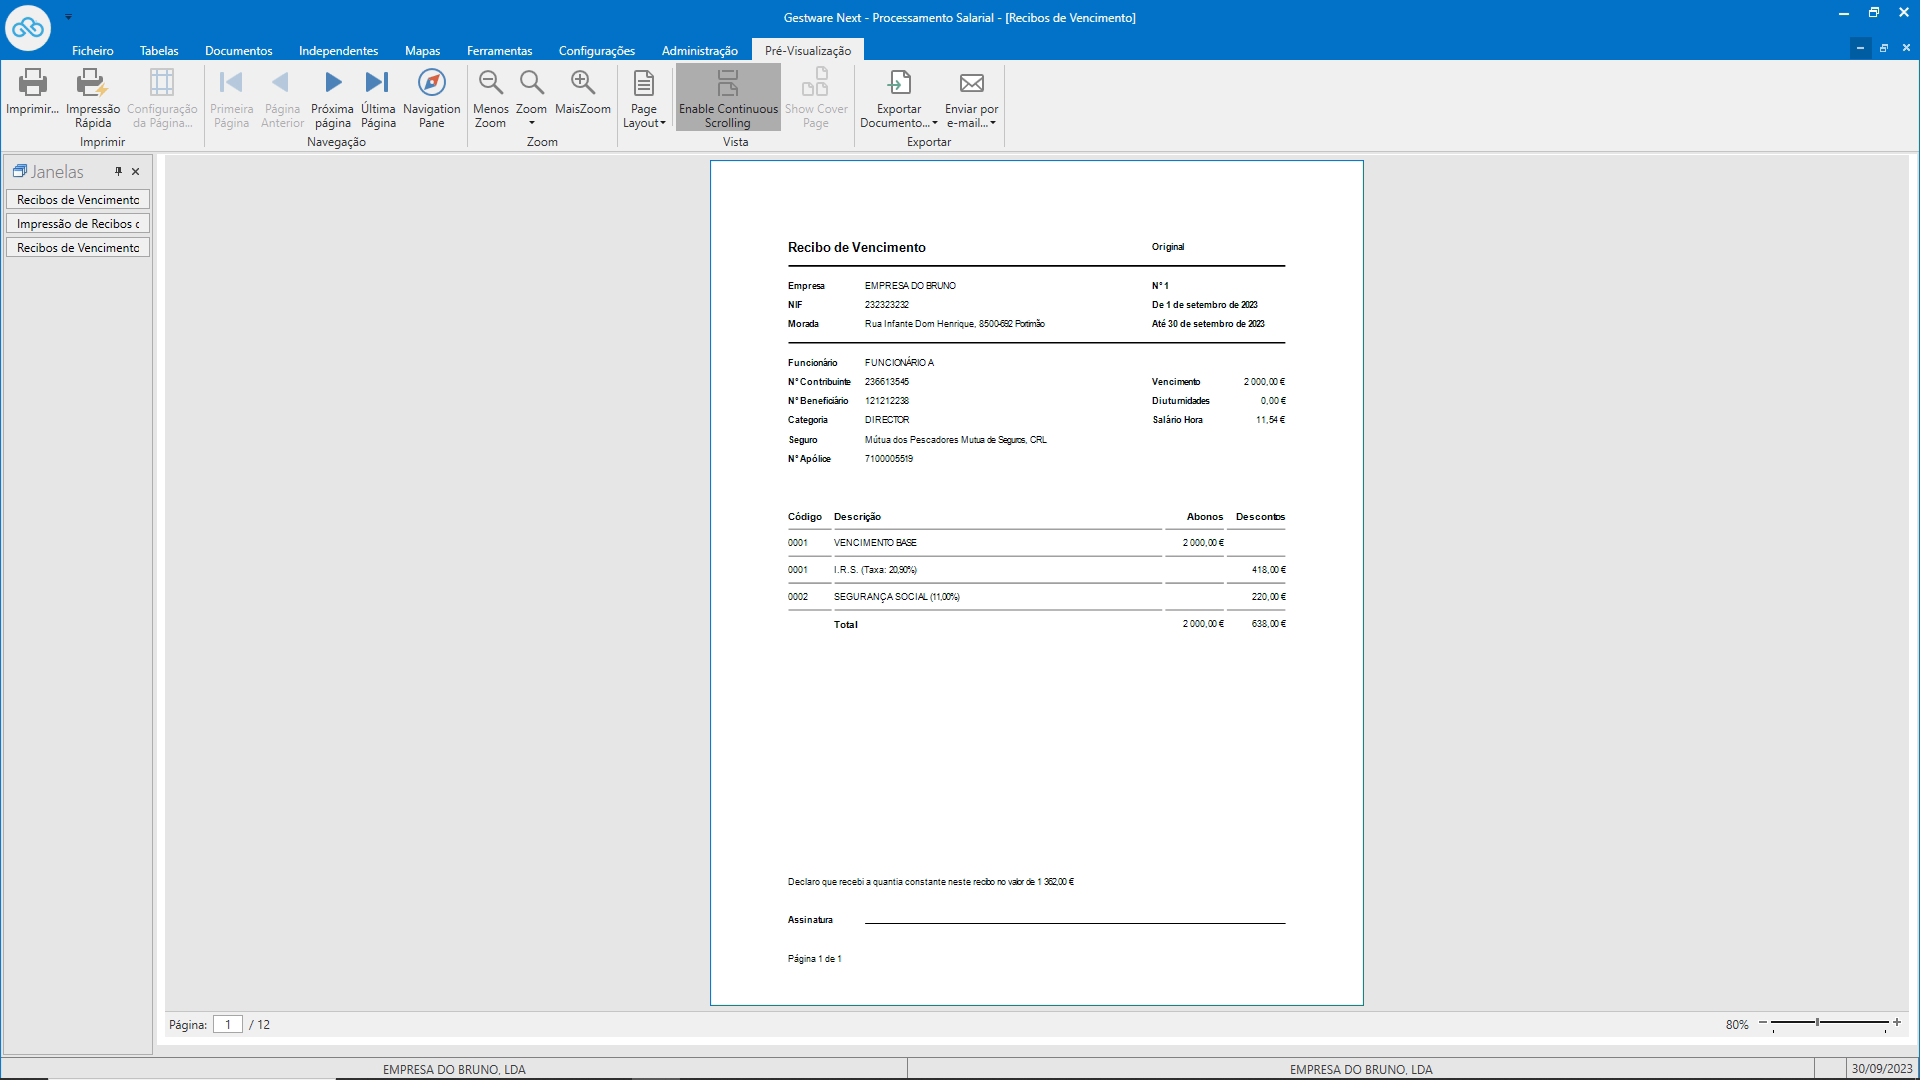 Gestware Next - Processamento Salarial - [Recibos de Vencimento]
Ficheiro Tabelas Documentos Independentes Mapas Ferramentas Configurações Administração Pré-Visualização
Imprimir... Impressão Rápida Configuração da Página...
Imprimir
Primeira Página Página Anterior Próxima página Última Página Navigation Pane
Navegação
Menos Zoom Zoom MaisZoom
Zoom
Page Layout Enable Continuous Scrolling Show Cover Page
Vista
Exportar Documento... Enviar por e-mail...
Exportar
Janelas
Recibos de Vencimento
Impressão de Recibos
Recibos de Vencimento
Recibo de Vencimento Original
Empresa EMPRESA DO BRUNO Nº 1
NIF 232323232 De 1 de setembro de 2023
Morada Rua Infante Dom Henrique, 8500-692 Portimão Até 30 de setembro de 2023
Funcionário FUNCIONÁRIO A
Nº Contribuinte 236613545 Vencimento 2 000,00 €
Nº Beneficiário 121212238 Diuturnidades 0,00 €
Categoria DIRECTOR Salário Hora 11,54 €
Seguro Mútua dos Pescadores Mutua de Seguros, CRL
Nº Apólice 7100005519
Código Descrição Abonos Descontos
0001 VENCIMENTO BASE 2 000,00 €
0001 I.R.S. (Taxa: 20,90%) 418,00 €
0002 SEGURANÇA SOCIAL (11,00%) 220,00 €
Total 2 000,00 € 638,00 €
Declaro que recebi a quantia constante neste recibo no valor de 1 362,00 €
Assinatura
Página 1 de 1
Página: 1 / 12 80%
EMPRESA DO BRUNO, LDA EMPRESA DO BRUNO, LDA 30/09/2023